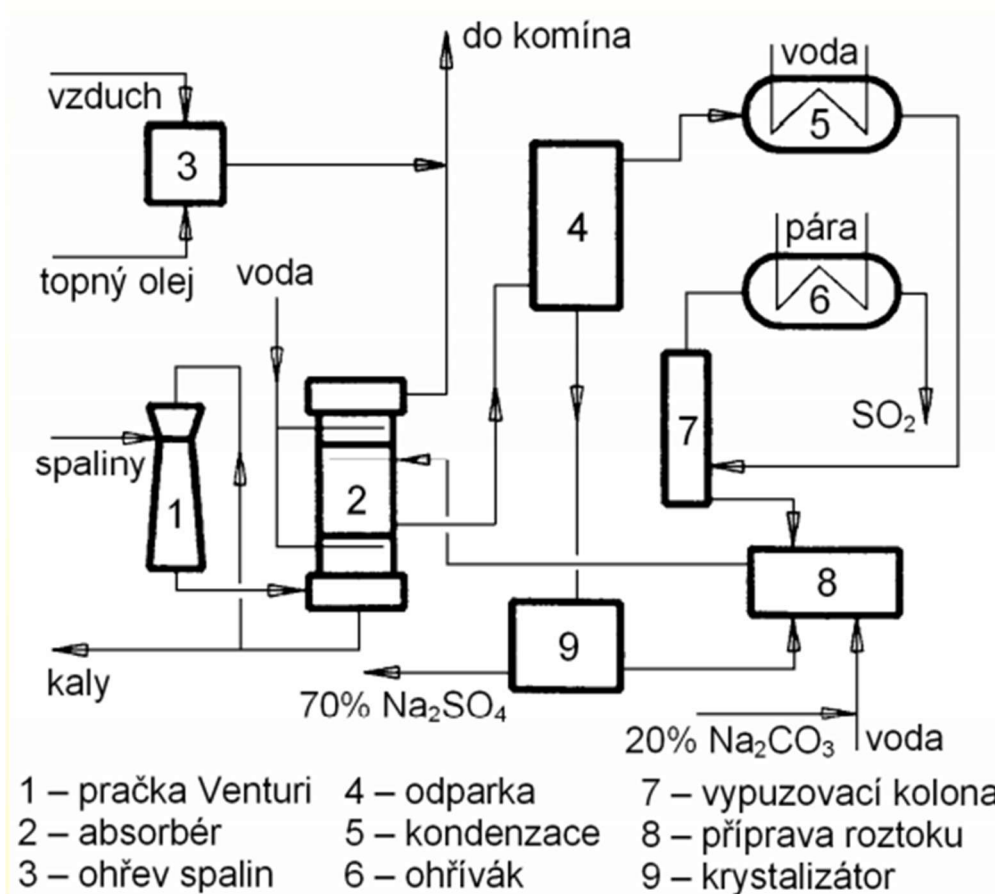 do komína
voda
vzduch
5
3
4
pára
topný olej
voda
6
SO₂
7
spaliny
1
2
8
kaly
9
70% Na₂SO₄
20% Na₂CO₃
voda
1 – pračka Venturi
4 – odparka
7 – vypuzovací kolona
2 – absorbér
5 – kondenzace
8 – příprava roztoku
3 – ohřev spalin
6 – ohřívák
9 – krystalizátor